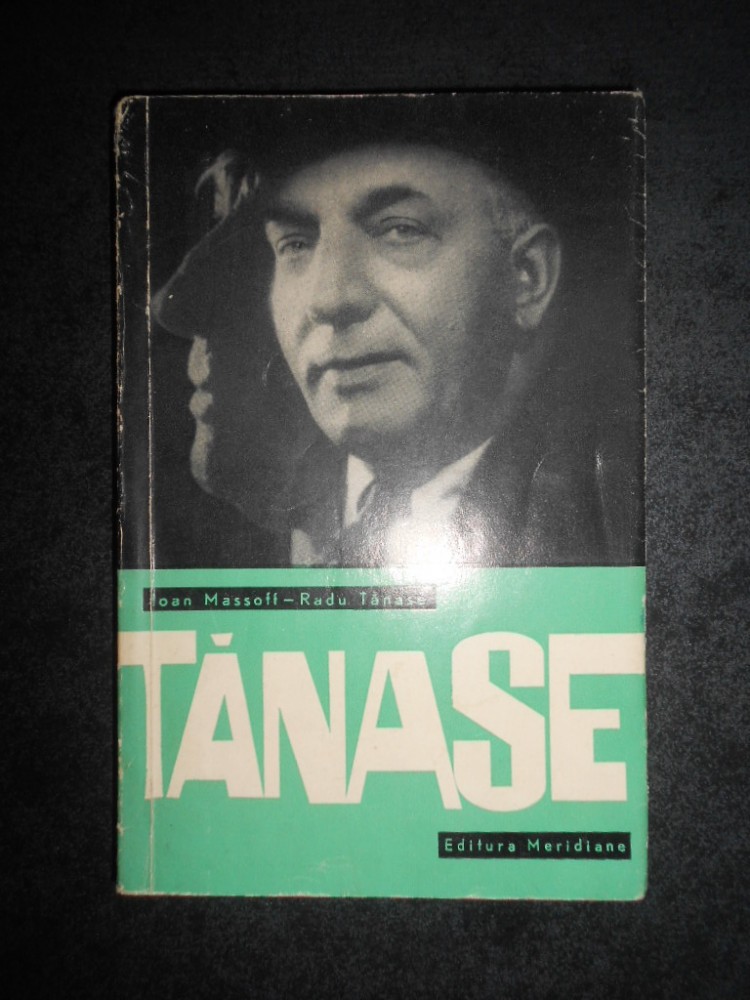 Ioan Massoff – Radu Tănase
TĂNASE
Editura Meridiane